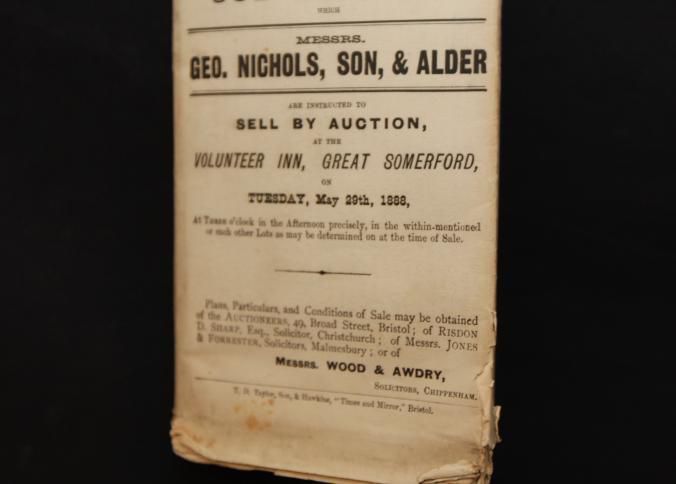 WHICH
MESSRS.
GEO. NICHOLS, SON, & ALDER
ARE INSTRUCTED TO
SELL BY AUCTION,
AT THE
VOLUNTEER INN, GREAT SOMERFORD,
ON
TUESDAY, May 29th, 1888,
At THREE o'clock in the Afternoon precisely, in the within-mentioned
or such other Lots as may be determined on at the time of Sale.
Plans, Particulars, and Conditions of Sale may be obtained
of the AUCTIONEERS, 49, Broad Street, Bristol; of RISDON
D. SHARP, Esq., Solicitor, Christchurch; of Messrs. JONES
& FORRESTER, Solicitors, Malmesbury; or of
MESSRS. WOOD & AWDRY,
SOLICITORS, CHIPPENHAM.
T. D. Taylor, Son, & Hawkins, "Times and Mirror," Bristol.